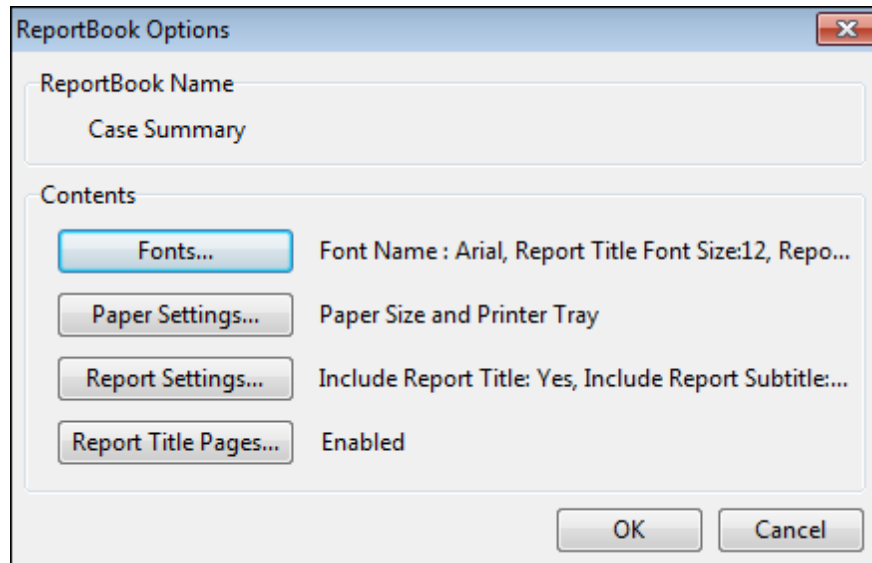 ReportBook Options
ReportBook Name
Case Summary
Contents
Fonts... Font Name : Arial, Report Title Font Size:12, Repo...
Paper Settings... Paper Size and Printer Tray
Report Settings... Include Report Title: Yes, Include Report Subtitle:...
Report Title Pages... Enabled
OK Cancel